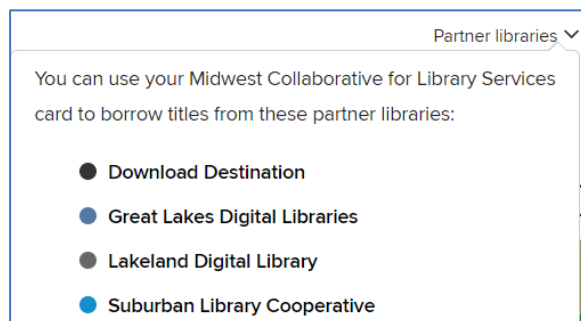 Partner libraries
You can use your Midwest Collaborative for Library Services
card to borrow titles from these partner libraries:
Download Destination
Great Lakes Digital Libraries
Lakeland Digital Library
Suburban Library Cooperative